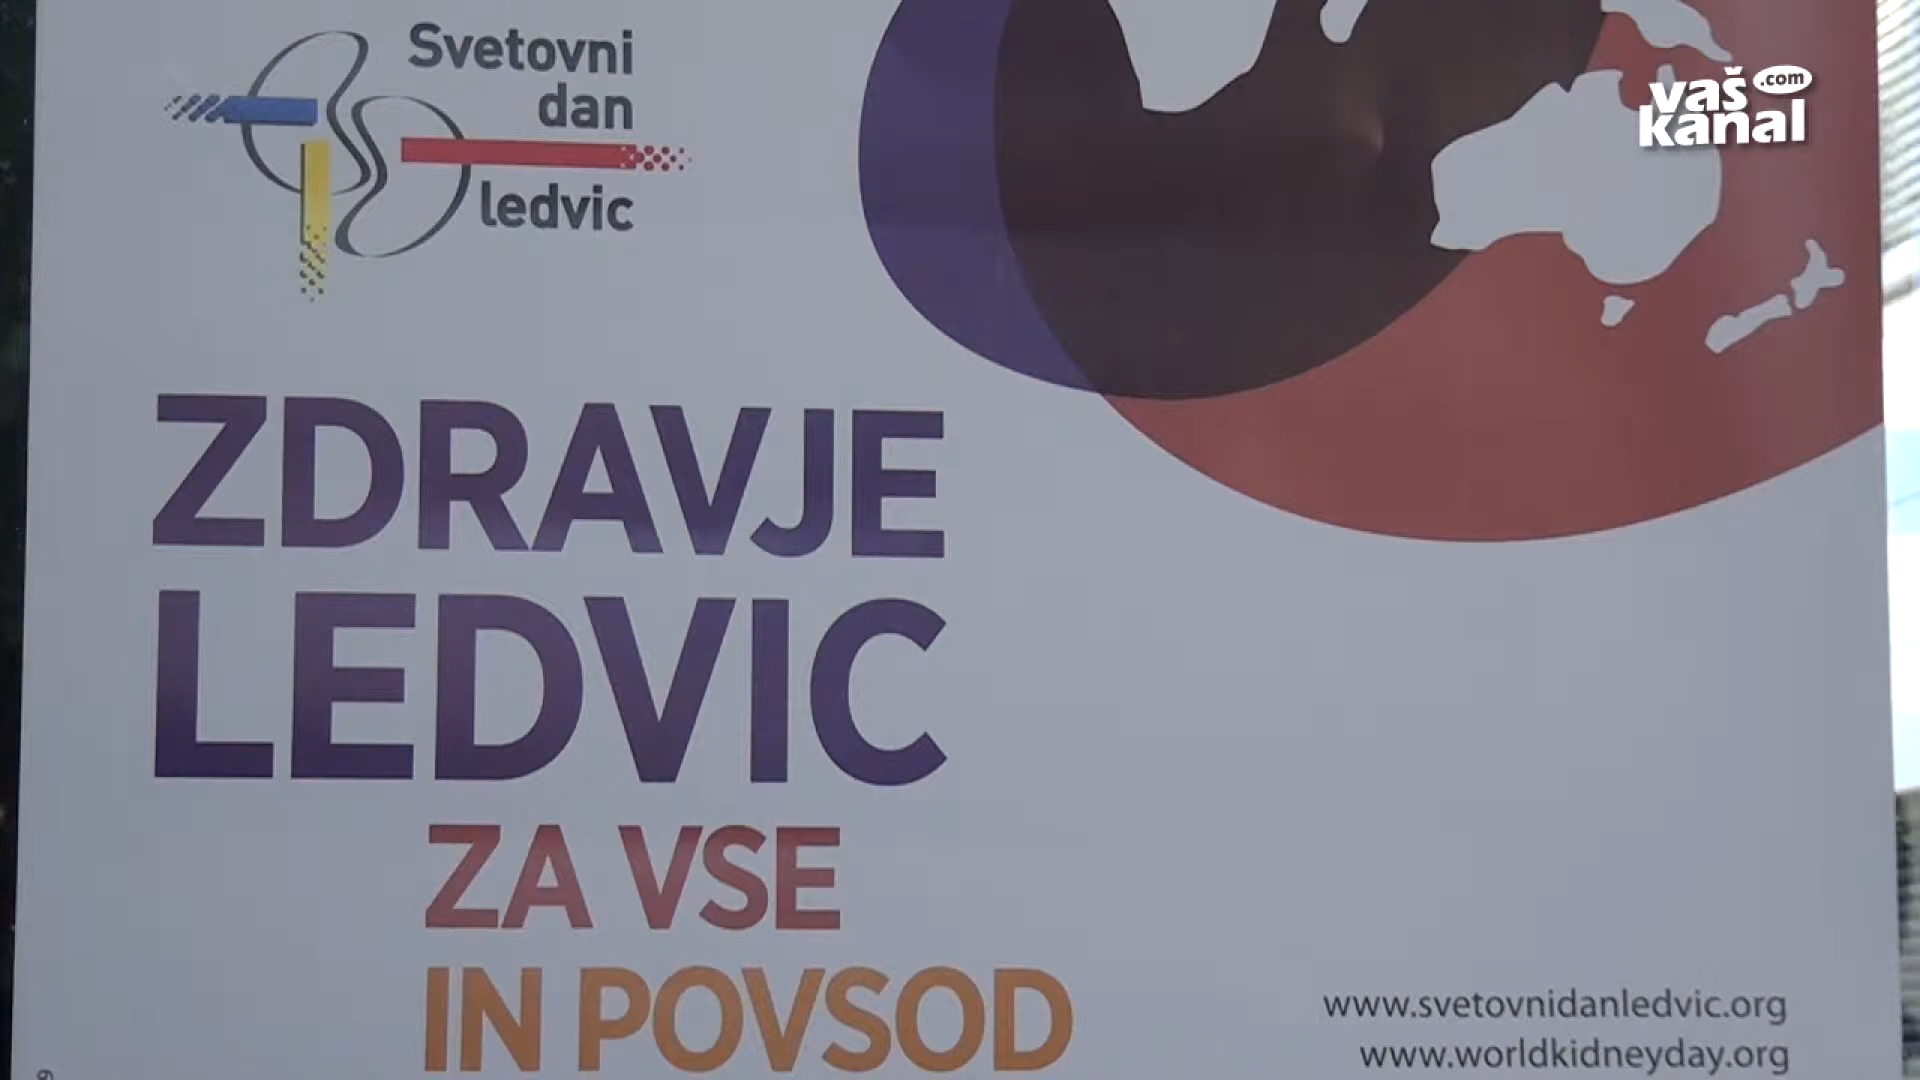 Svetovni
dan
ledvic
vaš
.com
kanal
ZDRAVJE
LEDVIC
ZA VSE
IN POVSOD
www.svetovnidanledvic.org
www.worldkidneyday.org